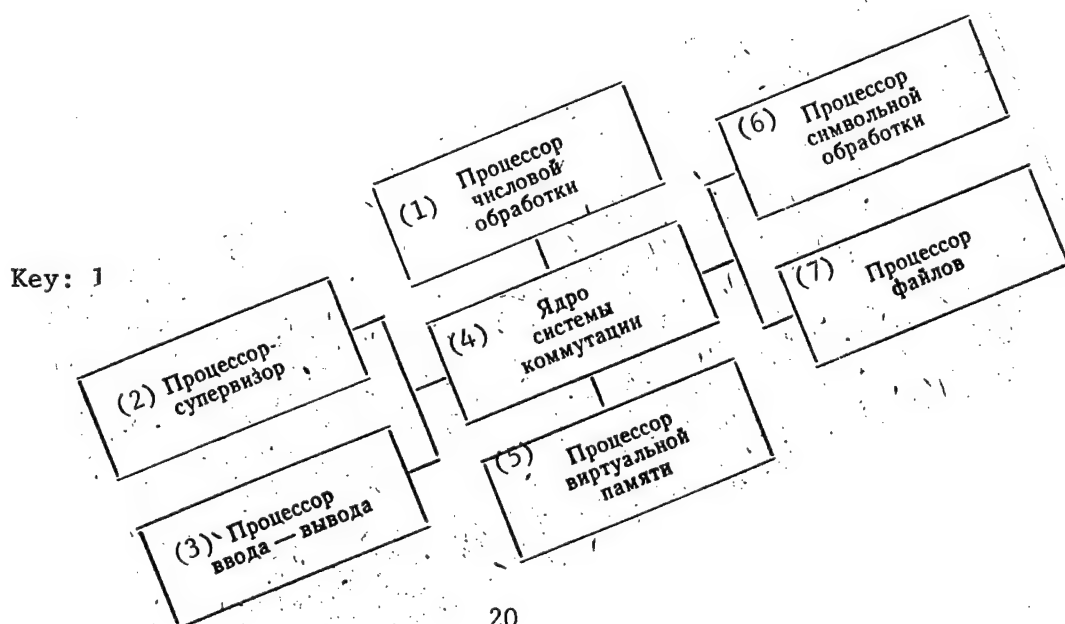 (1) Процессор
числовой
обработки
(6) Процессор
символьной
обработки
(7) Процессор
файлов
Key:
(2) Процессор-
супервизор
(4) Ядро
системы
коммутации
(3) Процессор
ввода — вывода
(5) Процессор
виртуальной
памяти
20